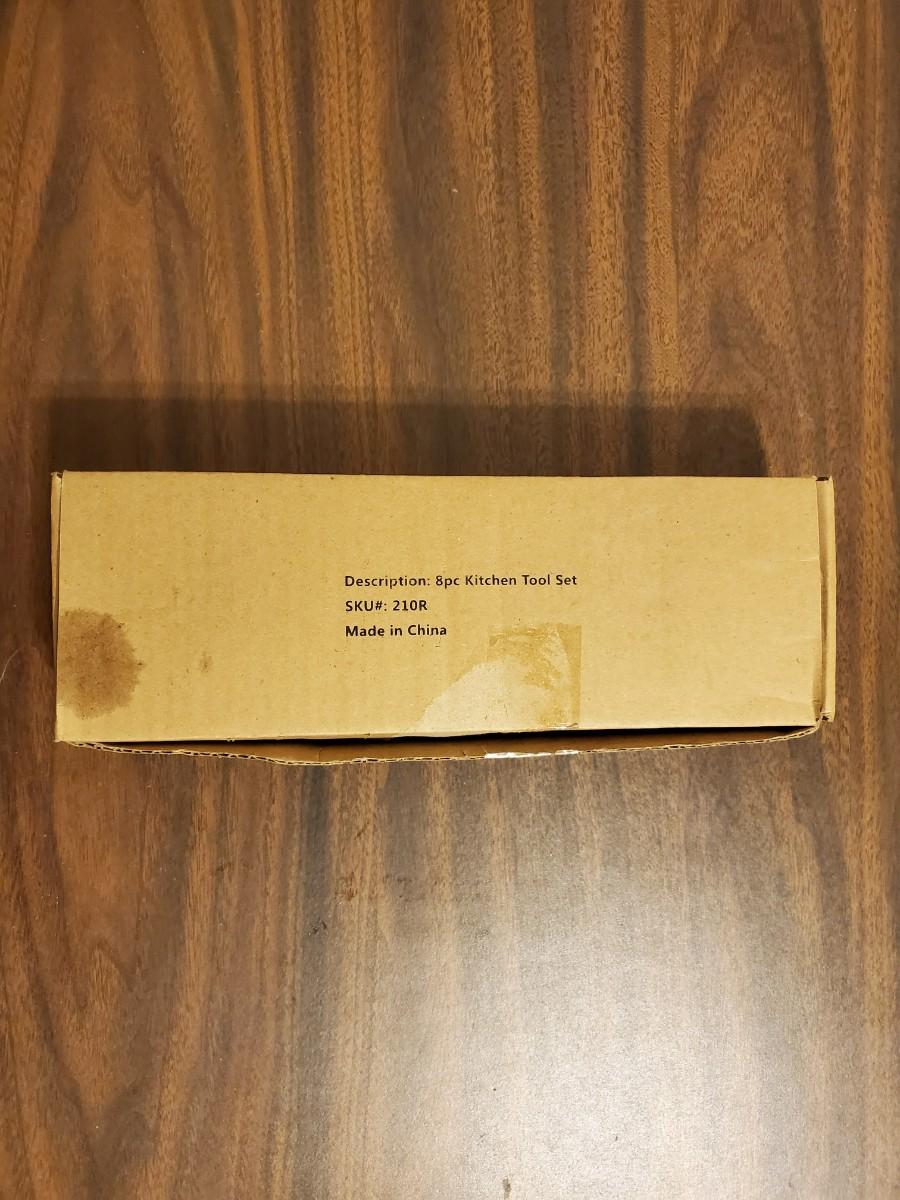 Description: 8pc Kitchen Tool Set
SKU#: 210R
Made in China